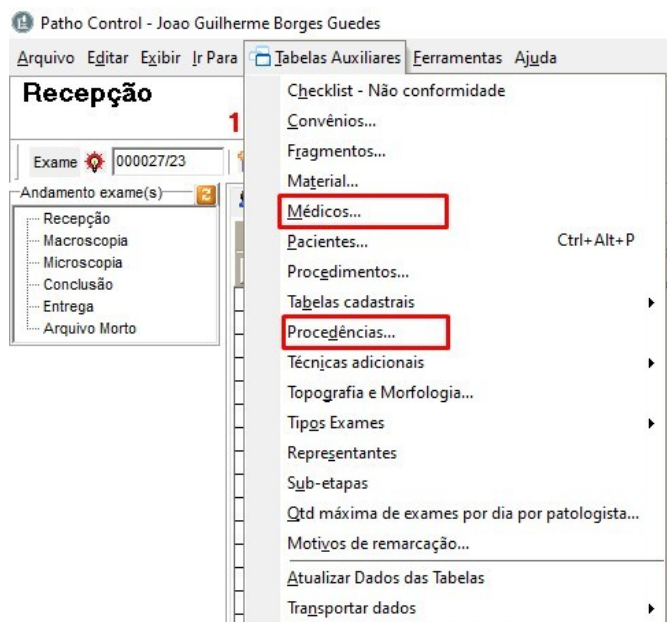 Patho Control - Joao Guilherme Borges Guedes
Arquivo Editar Exibir Ir Para Tabelas Auxiliares Ferramentas Ajuda
Recepção
1
Exame 000027/23
Andamento exame(s)
Recepção
Macroscopia
Microscopia
Conclusão
Entrega
Arquivo Morto
Checklist - Não conformidade
Convênios...
Fragmentos...
Material...
Médicos...
Pacientes... Ctrl+Alt+P
Procedimentos...
Tabelas cadastrais
Procedências...
Técnicas adicionais
Topografia e Morfologia...
Tipos Exames
Representantes
Sub-etapas
Qtd máxima de exames por dia por patologista...
Motivos de remarcação...
Atualizar Dados das Tabelas
Transportar dados